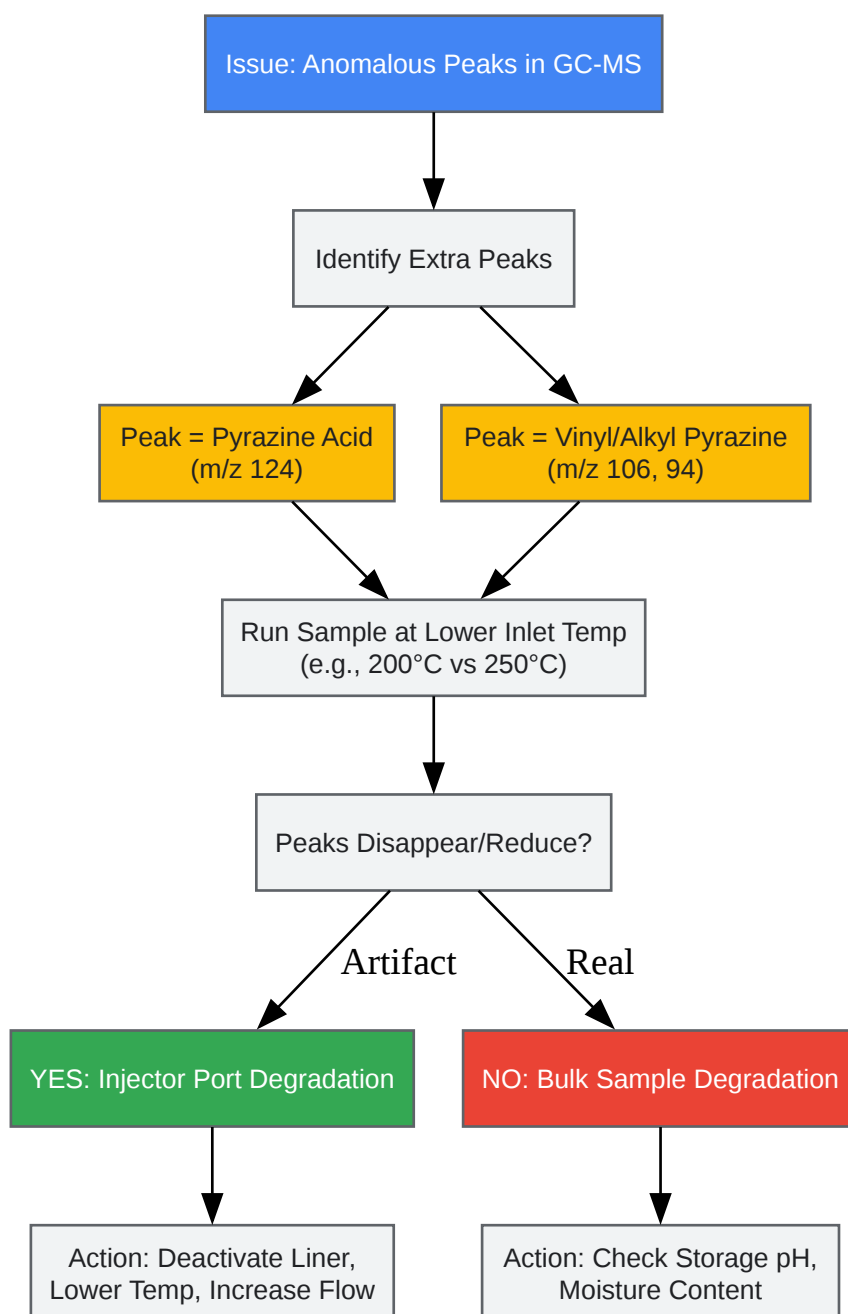 Issue: Anomalous Peaks in GC-MS
Identify Extra Peaks
Peak = Pyrazine Acid
(m/z 124)
Peak = Vinyl/Alkyl Pyrazine
(m/z 106, 94)
Run Sample at Lower Inlet Temp
(e.g., 200°C vs 250°C)
Peaks Disappear/Reduce?
Artifact
Real
YES: Injector Port Degradation
NO: Bulk Sample Degradation
Action: Deactivate Liner,
Lower Temp, Increase Flow
Action: Check Storage pH,
Moisture Content